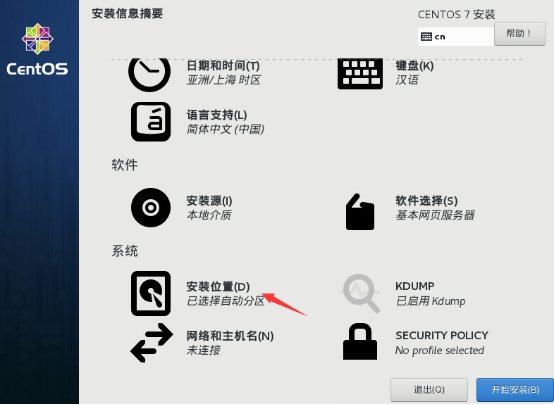 安装信息摘要
CENTOS 7 安装
cn
帮助！
CentOS
日期和时间(T)
亚洲/上海 时区
键盘(K)
汉语
语言支持(L)
简体中文 (中国)
软件
安装源(I)
本地介质
软件选择(S)
基本网页服务器
系统
安装位置(D)
已选择自动分区
KDUMP
已启用 Kdump
网络和主机名(N)
未连接
SECURITY POLICY
No profile selected
退出(Q)
开始安装(B)